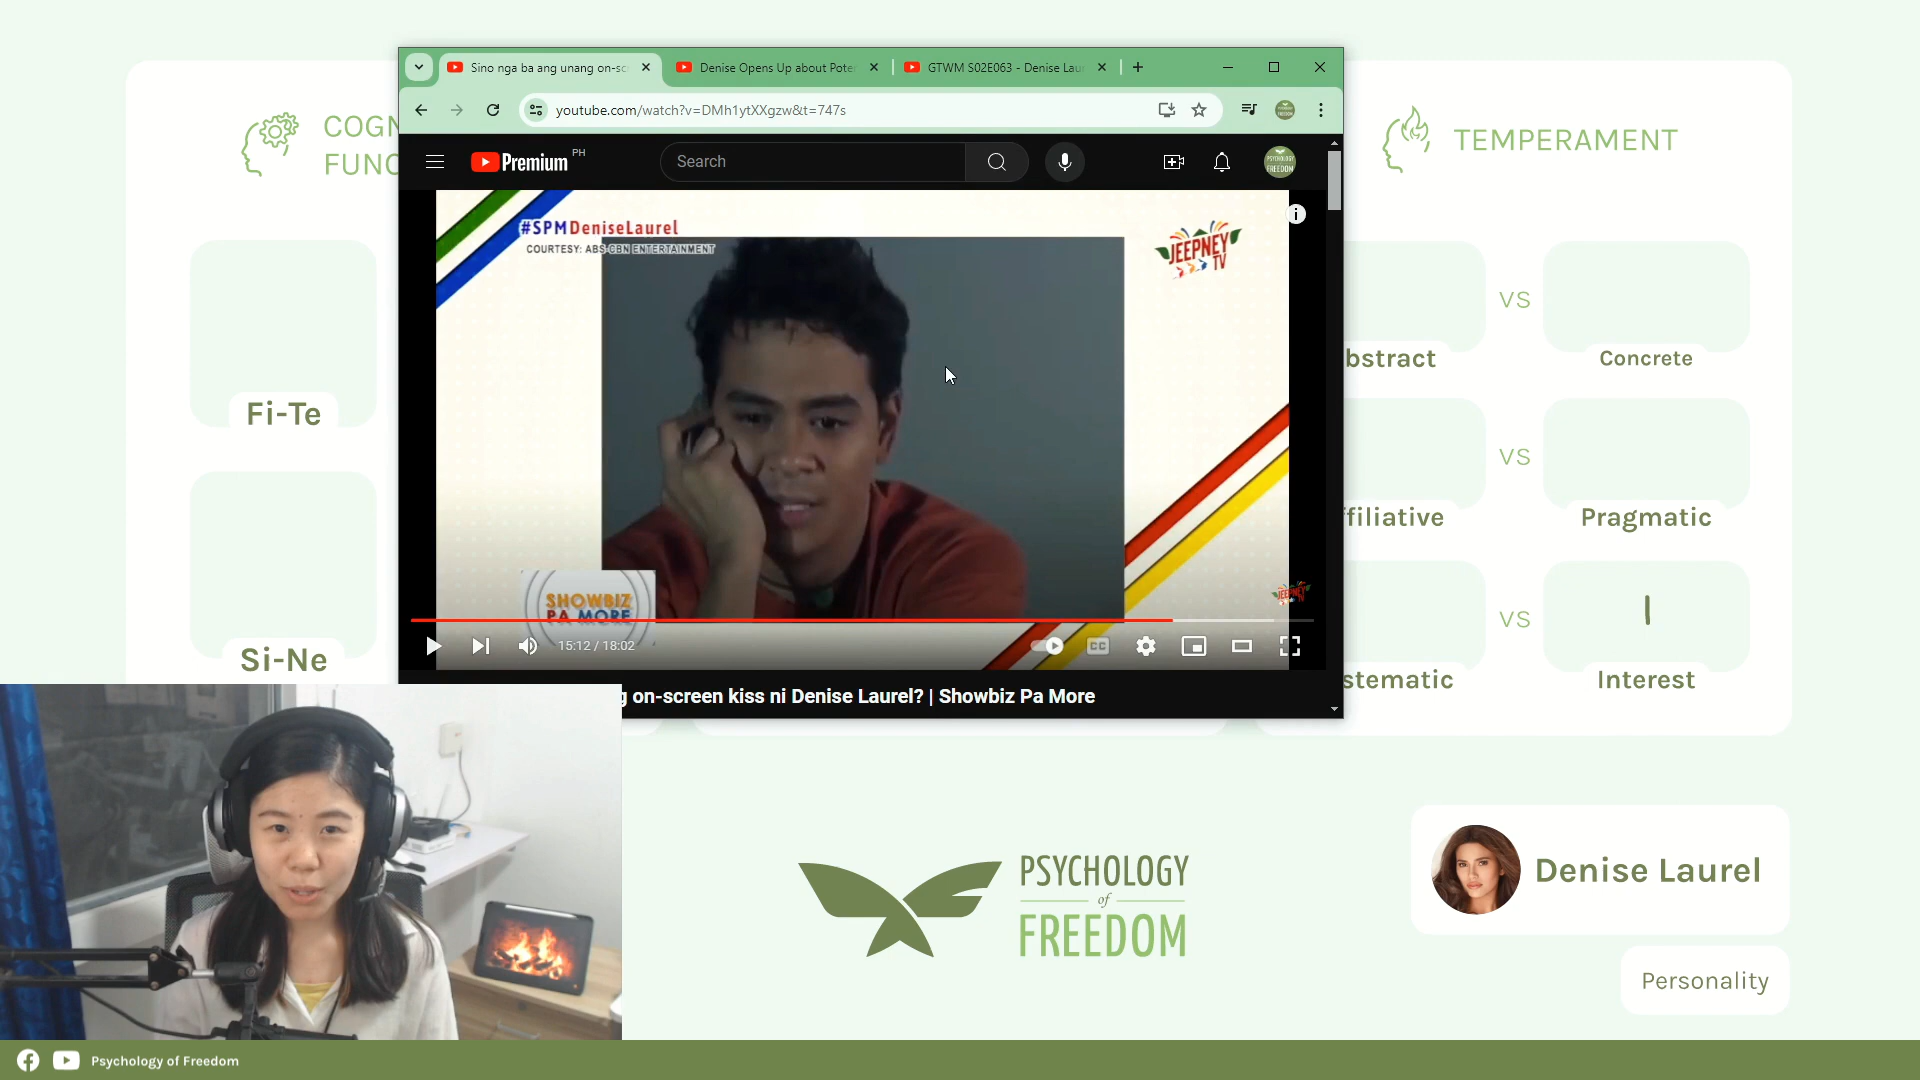 Sino nga ba ang unang on-sc
Denise Opens Up about Pote
GTWM S02E063 - Denise Lau
youtube.com/watch?v=DMh1ytXXgzw&t=747s
Premium
PH
Search
PSYCHOLOGY
FREEDOM
COGN
FUNC
TEMPERAMENT
#SPMDeniseLaurel
COURTESY: ABS-CBN ENTERTAINMENT
JEEPNEY
TV
SHOWBIZ
PA MORE
15:12 / 18:02
CC
g on-screen kiss ni Denise Laurel? | Showbiz Pa More
Fi-Te
Si-Ne
VS
bstract
Concrete
VS
ffiliative
Pragmatic
I
VS
stematic
Interest
PSYCHOLOGY
of
FREEDOM
Denise Laurel
Personality
Psychology of Freedom